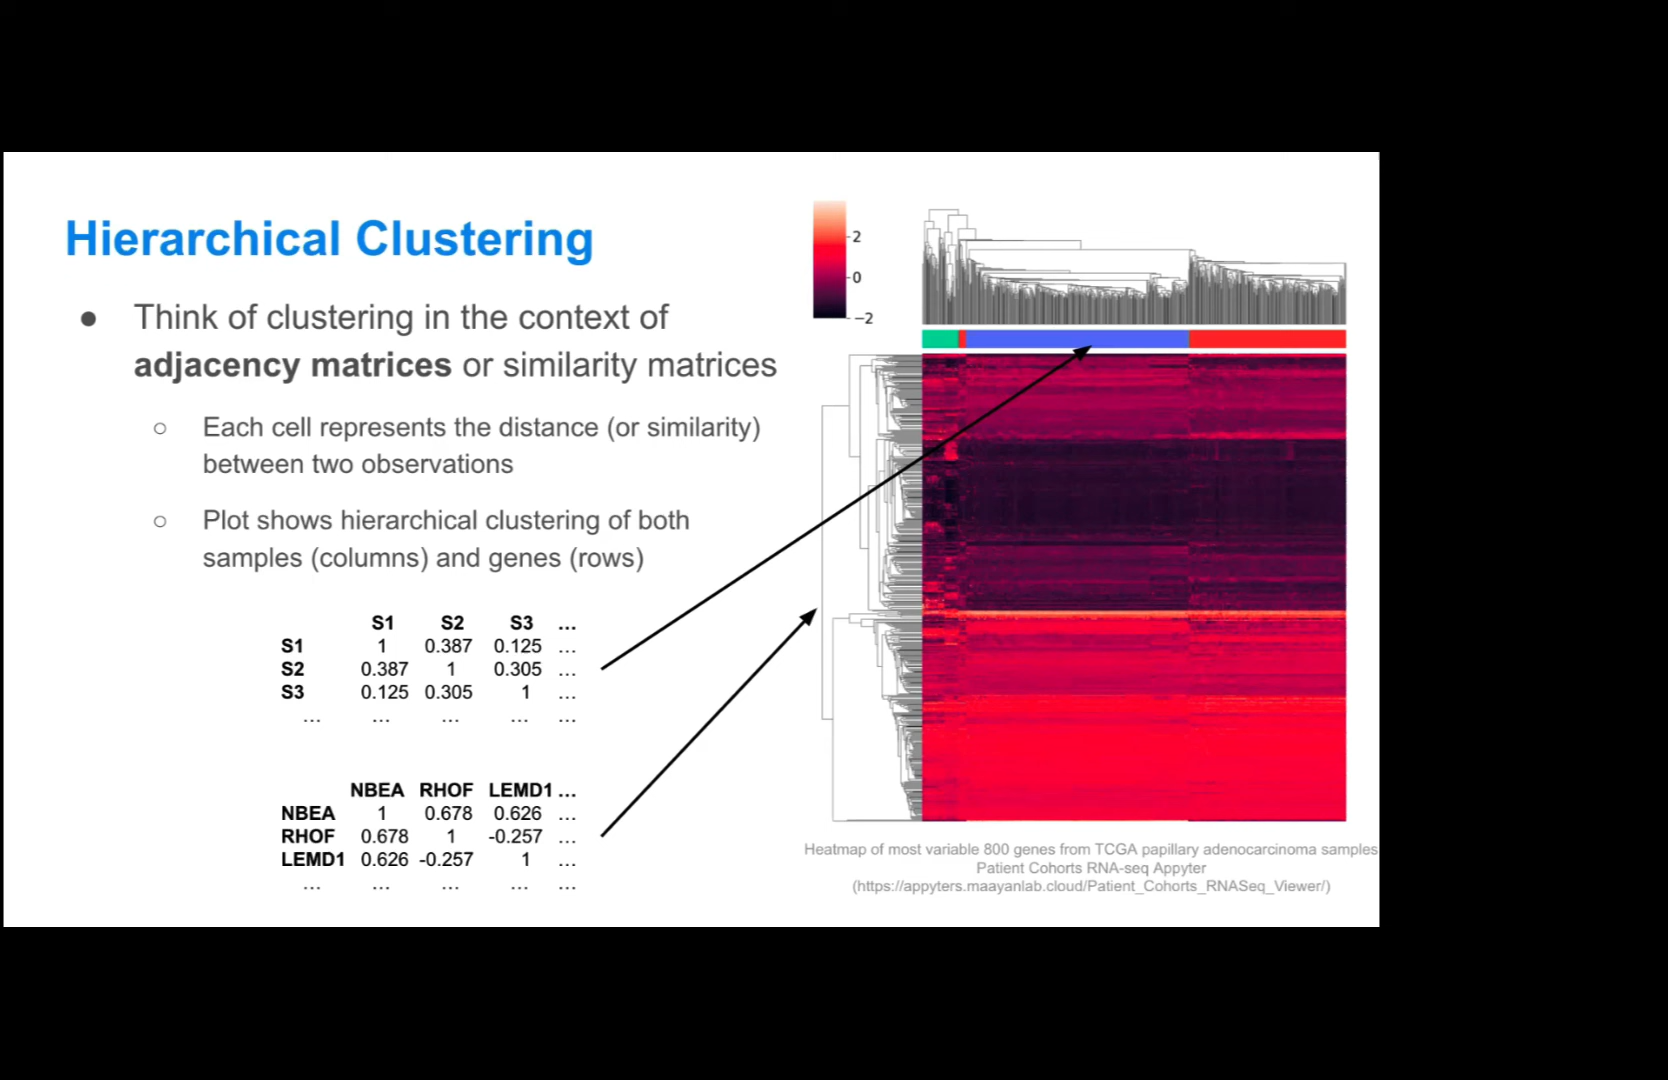 Hierarchical Clustering
● Think of clustering in the context of
adjacency matrices or similarity matrices
○ Each cell represents the distance (or similarity)
between two observations
○ Plot shows hierarchical clustering of both
samples (columns) and genes (rows)
S1 S2 S3 ...
S1 1 0.387 0.125 ...
S2 0.387 1 0.305 ...
S3 0.125 0.305 1 ...
... ... ... ... ...
NBEA RHOF LEMD1 ...
NBEA 1 0.678 0.626 ...
RHOF 0.678 1 -0.257 ...
LEMD1 0.626 -0.257 1 ...
... ... ... ... ...
2
0
−2
Heatmap of most variable 800 genes from TCGA papillary adenocarcinoma samples
Patient Cohorts RNA-seq Appyter
(https://appyters.maayanlab.cloud/Patient_Cohorts_RNASeq_Viewer/)